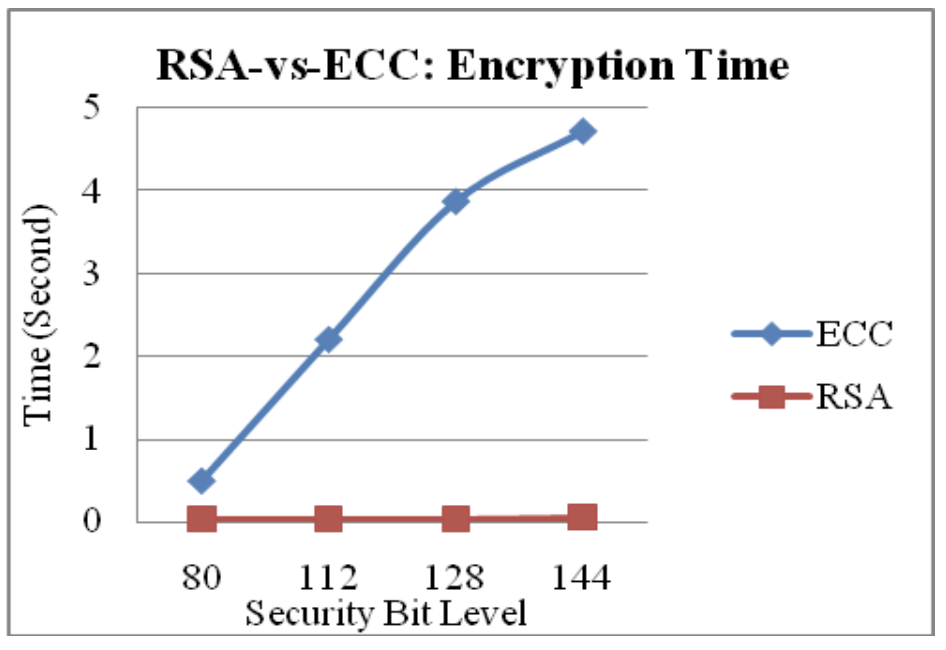 RSA-vs-ECC: Encryption Time
5
4
3
2
1
0
Time (Second)
80 112 128 144
Security Bit Level
ECC
RSA